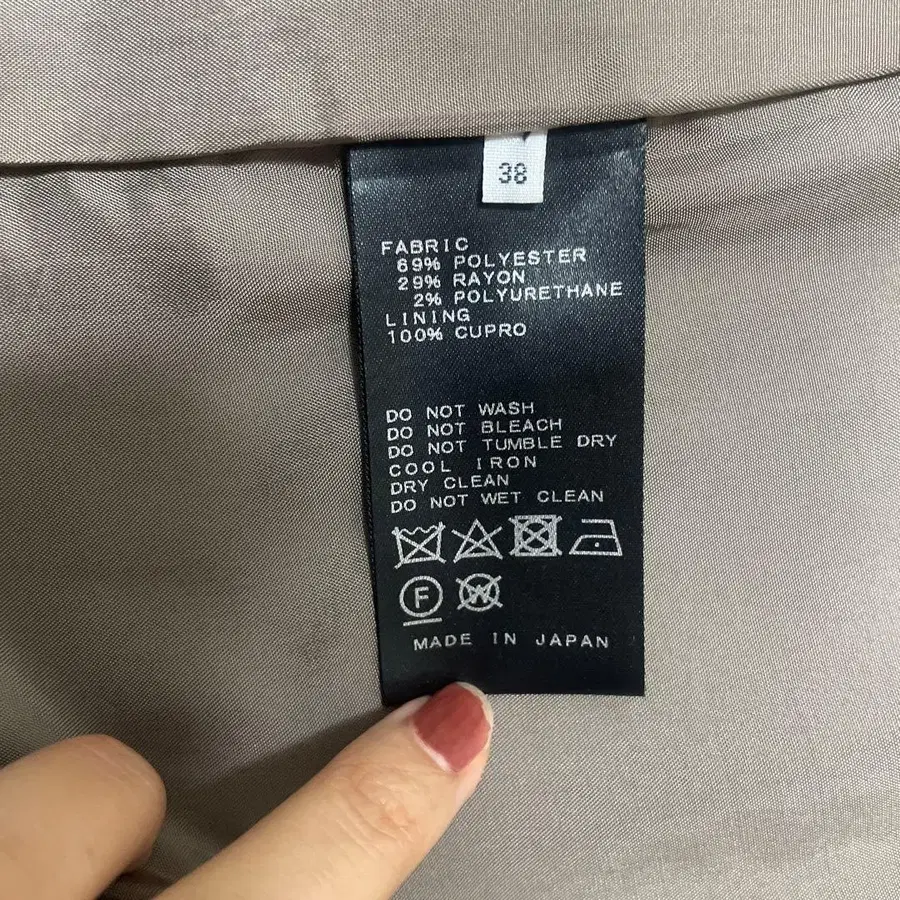 38
FABRIC
69% POLYESTER
29% RAYON
2% POLYURETHANE
LINING
100% CUPRO
DO NOT WASH
DO NOT BLEACH
DO NOT TUMBLE DRY
COOL IRON
DRY CLEAN
DO NOT WET CLEAN
F W
MADE IN JAPAN